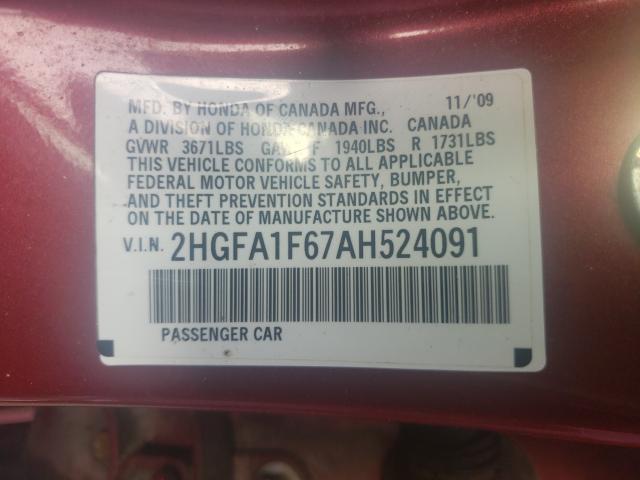 MFD. BY HONDA OF CANADA MFG., 11/'09
A DIVISION OF HONDA CANADA INC. CANADA
GVWR 3671LBS GAWR F 1940LBS R 1731LBS
THIS VEHICLE CONFORMS TO ALL APPLICABLE
FEDERAL MOTOR VEHICLE SAFETY, BUMPER,
AND THEFT PREVENTION STANDARDS IN EFFECT
ON THE DATE OF MANUFACTURE SHOWN ABOVE.
V.I.N. 2HGFA1F67AH524091
PASSENGER CAR